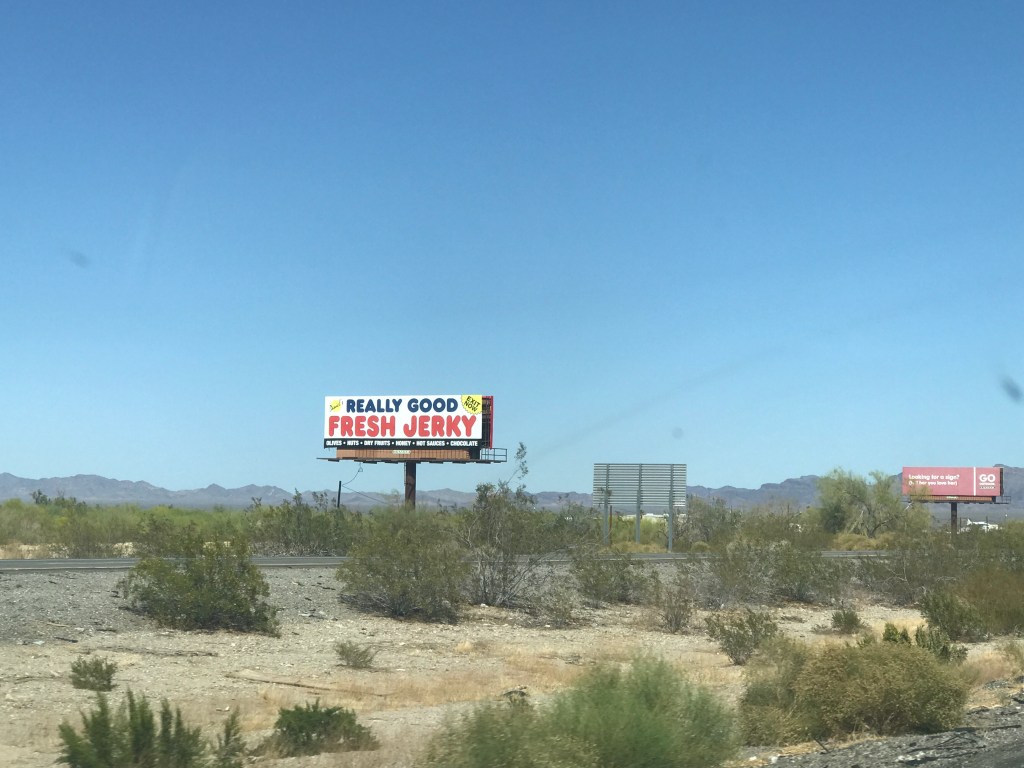 REALLY GOOD
EXIT NOW
FRESH JERKY
OLIVES • NUTS • DRY FRUITS • HONEY • HOT SAUCES • CHOCOLATE
Looking for a sign?
GO